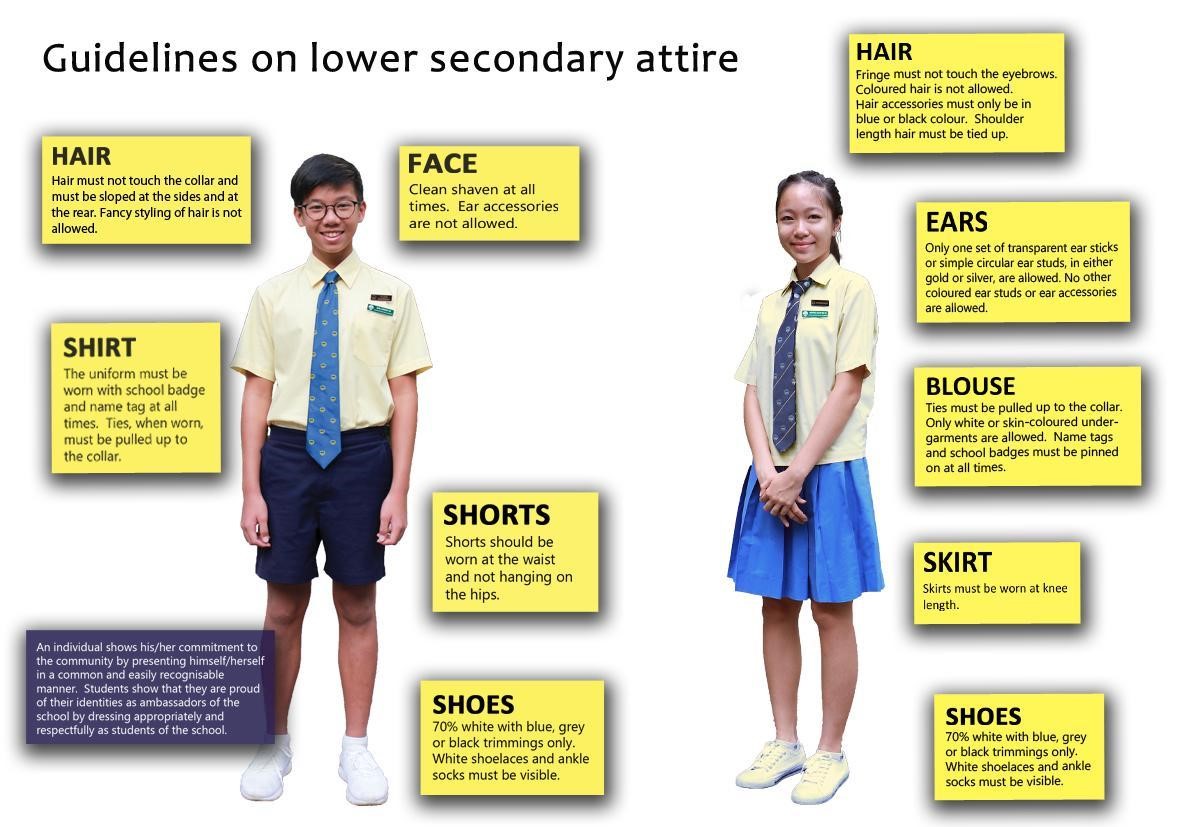 Guidelines on lower secondary attire
HAIR
Hair must not touch the collar and
must be sloped at the sides and at
the rear. Fancy styling of hair is not
allowed.
FACE
Clean shaven at all
times. Ear accessories
are not allowed.
SHIRT
The uniform must be
worn with school badge
and name tag at all
times. Ties, when worn,
must be pulled up to
the collar.
SHORTS
Shorts should be
worn at the waist
and not hanging on
the hips.
An individual shows his/her commitment to
the community by presenting himself/herself
in a common and easily recognisable
manner. Students show that they are proud
of their identities as ambassadors of the
school by dressing appropriately and
respectfully as students of the school.
SHOES
70% white with blue, grey
or black trimmings only.
White shoelaces and ankle
socks must be visible.
HAIR
Fringe must not touch the eyebrows.
Coloured hair is not allowed.
Hair accessories must only be in
blue or black colour. Shoulder
length hair must be tied up.
EARS
Only one set of transparent ear sticks
or simple circular ear studs, in either
gold or silver, are allowed. No other
coloured ear studs or ear accessories
are allowed.
BLOUSE
Ties must be pulled up to the collar.
Only white or skin-coloured under-
garments are allowed. Name tags
and school badges must be pinned
on at all times.
SKIRT
Skirts must be worn at knee
length.
SHOES
70% white with blue, grey
or black trimmings only.
White shoelaces and ankle
socks must be visible.